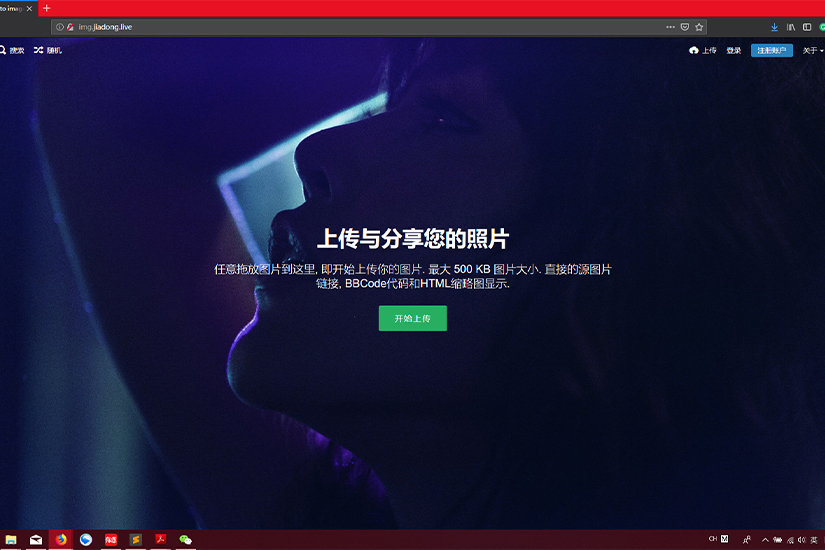 to imag
img.jiadong.live
搜索 随机
上传 登录 注册账户 关于
上传与分享您的照片
任意拖放图片到这里, 即开始上传你的图片. 最大 500 KB 图片大小. 直接的源图片
链接, BBCode代码和HTML缩略图显示.
开始上传
CH M 英